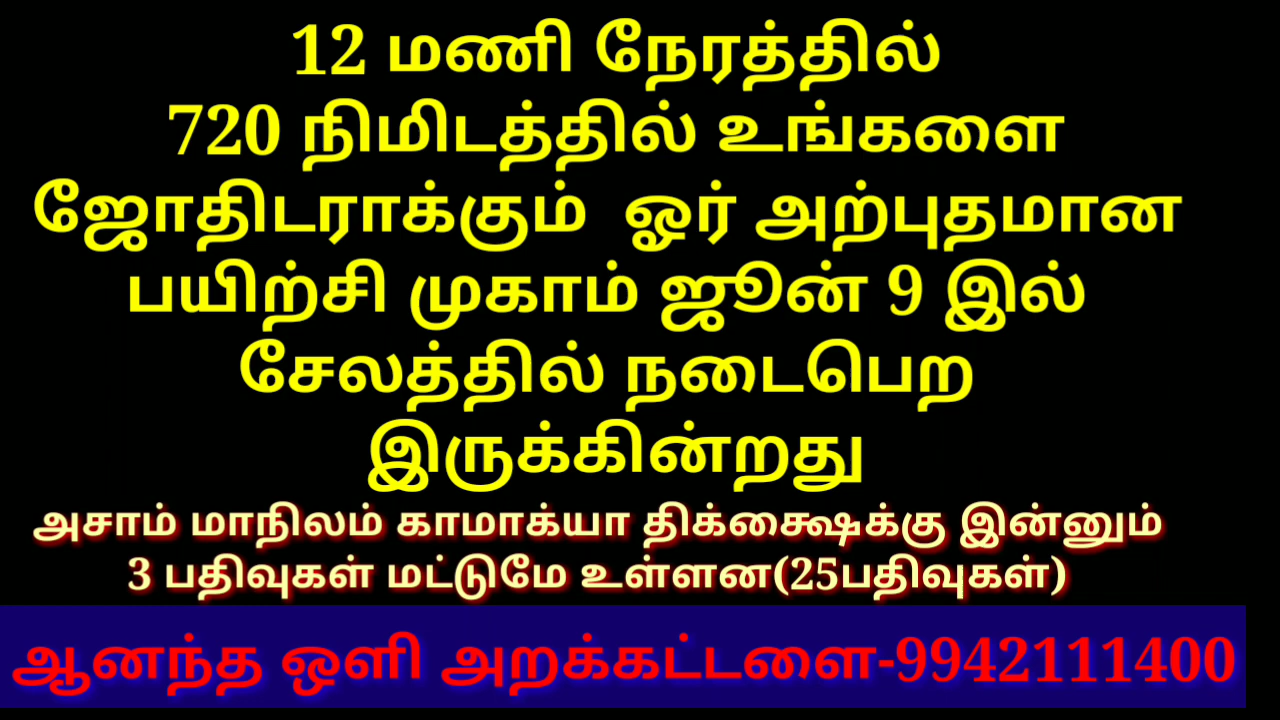 12 மணி நேரத்தில்
720 நிமிடத்தில் உங்களை
ஜோதிடராக்கும் ஓர் அற்புதமான
பயிற்சி முகாம் ஜூன் 9 இல்
சேலத்தில் நடைபெற
இருக்கின்றது
அசாம் மாநிலம் காமாக்யா திக்க்ஷைக்கு இன்னும்
3 பதிவுகள் மட்டுமே உள்ளன(25பதிவுகள்)
ஆனந்த ஒளி அறக்கட்டளை-9942111400